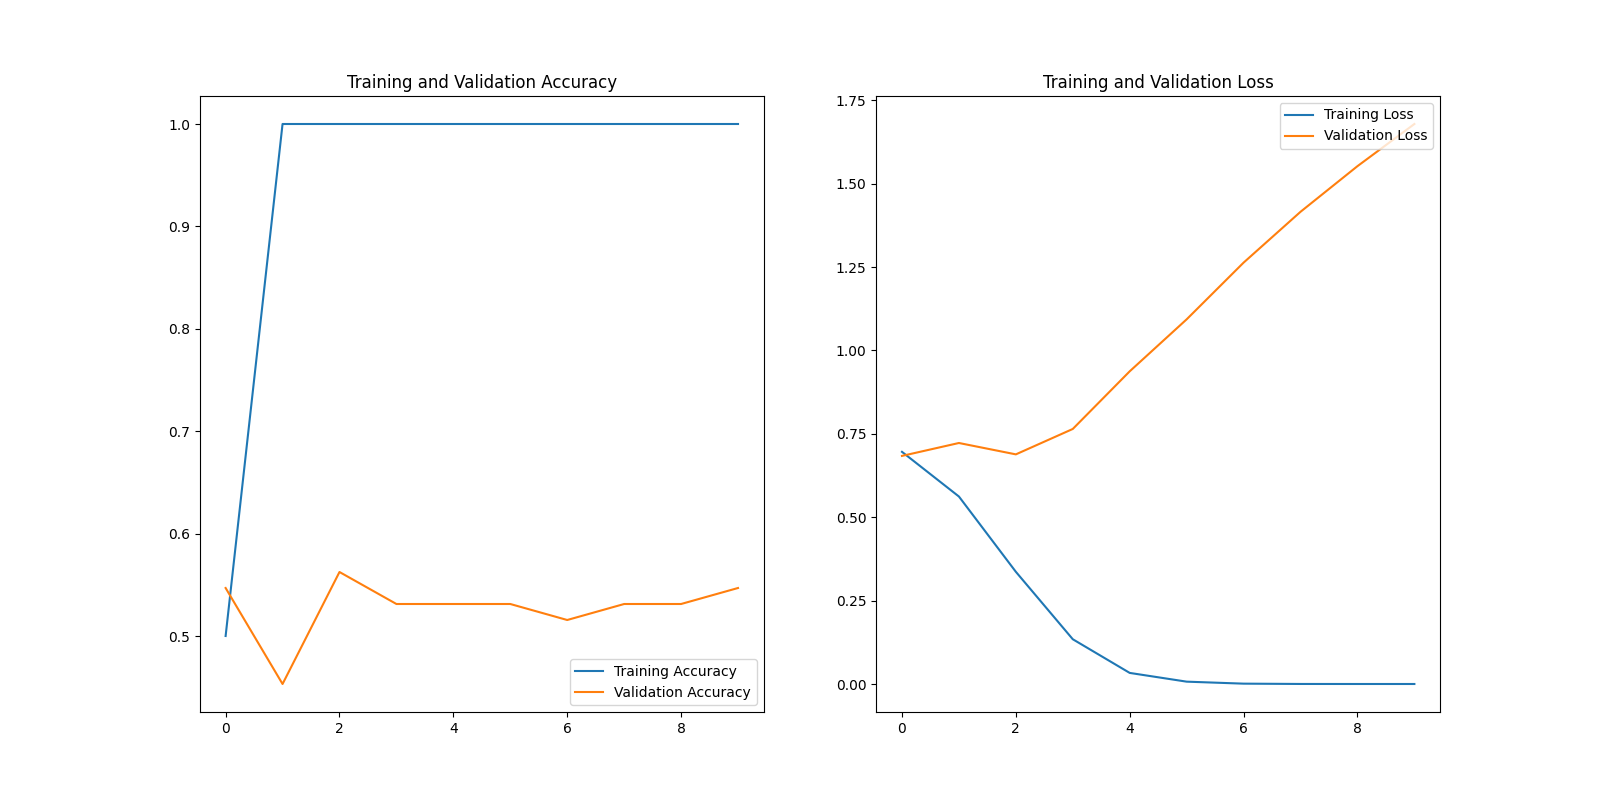 Training and Validation Accuracy
1.0
0.9
0.8
0.7
0.6
0.5
Training Accuracy
Validation Accuracy
0 2 4 6 8
Training and Validation Loss
1.75
1.50
1.25
1.00
0.75
0.50
0.25
0.00
Training Loss
Validation Loss
0 2 4 6 8